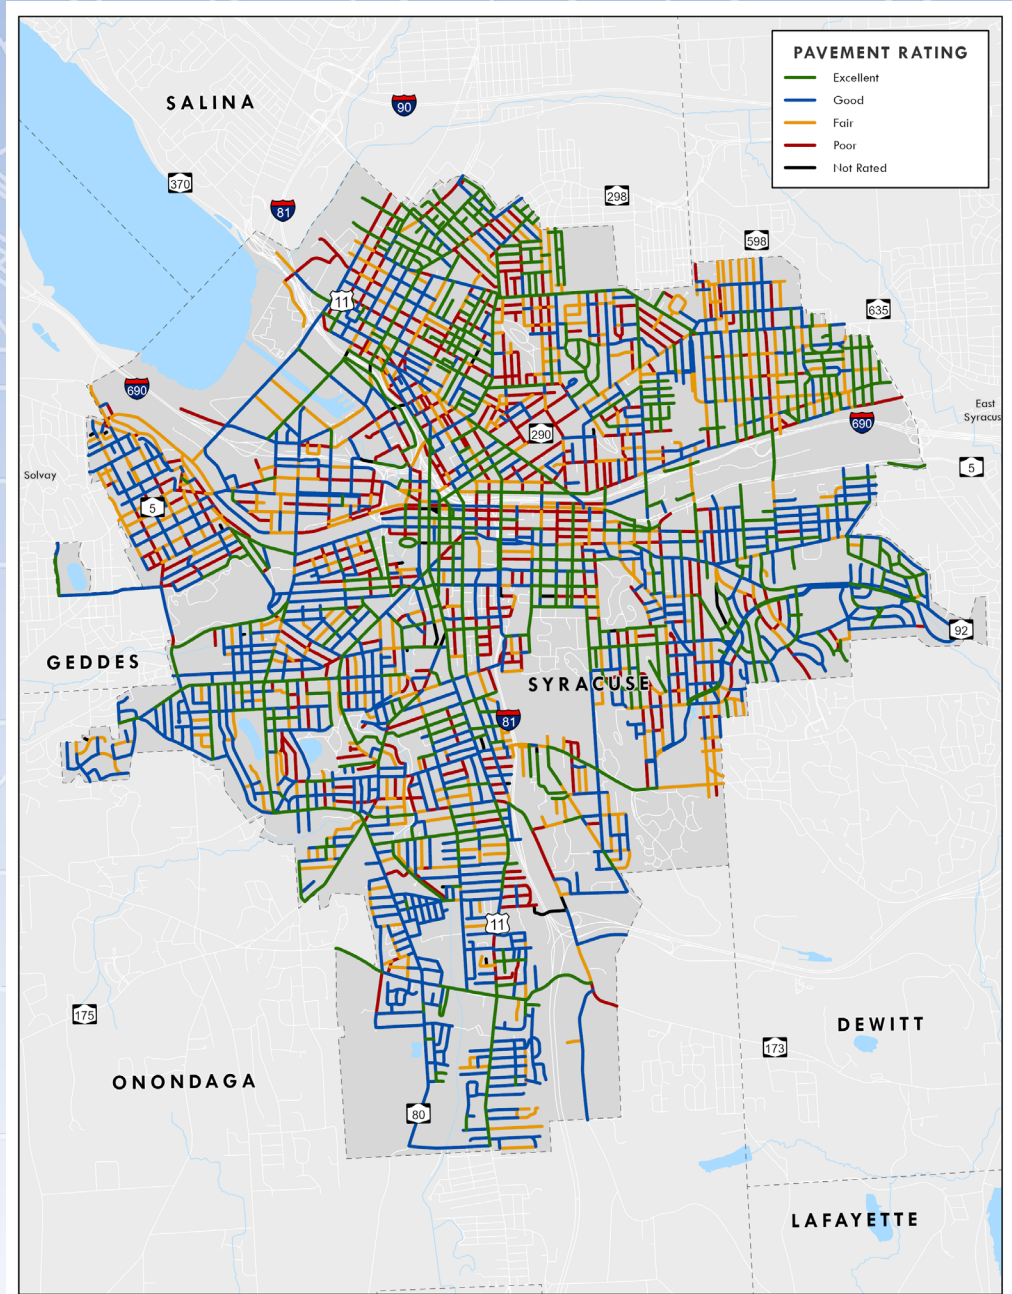 PAVEMENT RATING
Excellent
Good
Fair
Poor
Not Rated
SALINA
90
370
81
298
598
11
635
690
East
Syracus
290
690
5
Solvay
5
92
GEDDES
SYRACUSE
81
11
175
DEWITT
173
ONONDAGA
80
LAFAYETTE